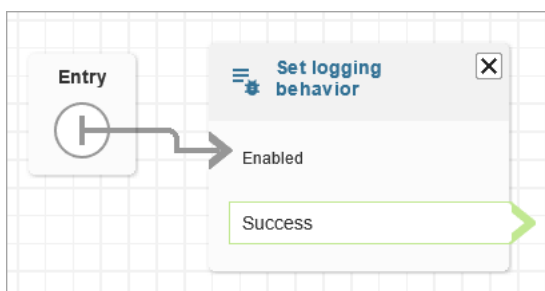 Entry
Set logging
behavior
Enabled
Success